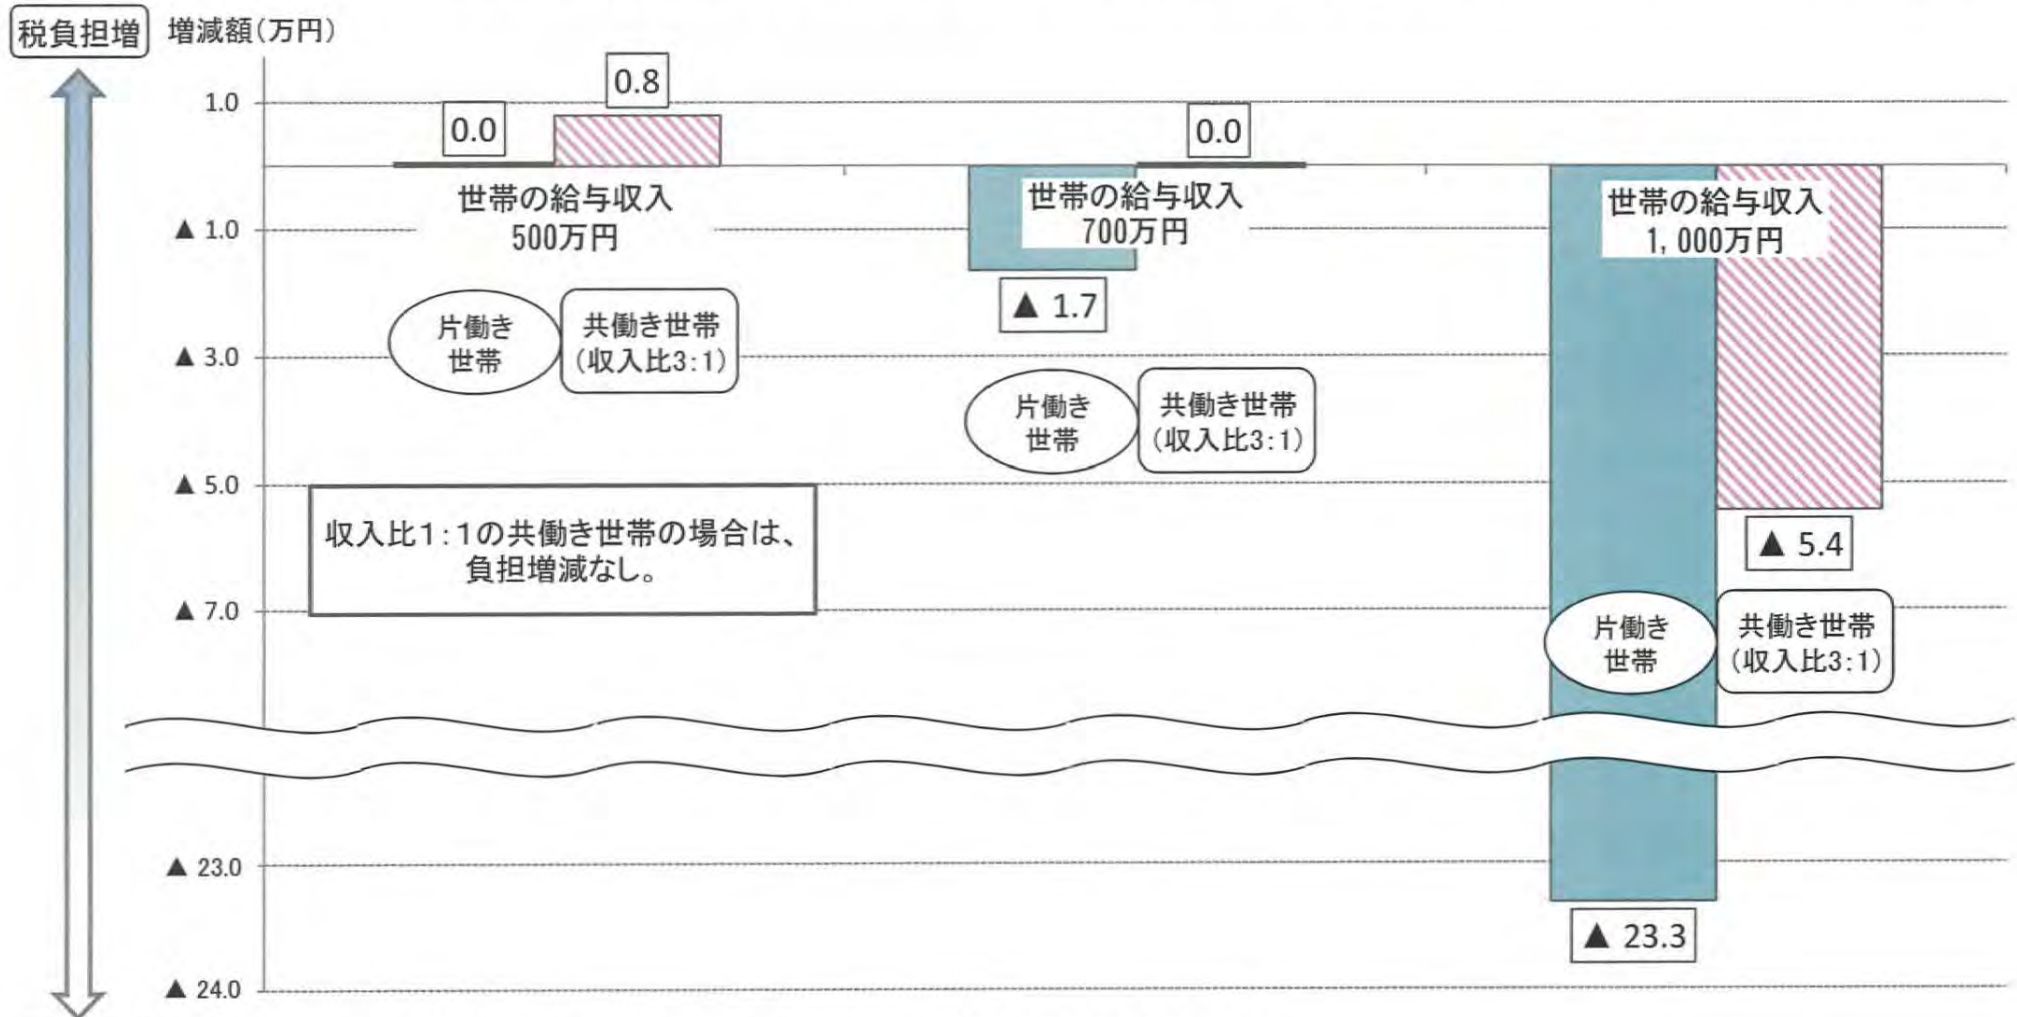 税負担増
増減額(万円)
0.8
1.0
0.0
0.0
世帯の給与収入
500万円
世帯の給与収入
700万円
世帯の給与収入
1,000万円
▲ 1.0
▲ 1.7
片働き
世帯
共働き世帯
(収入比3:1)
▲ 3.0
片働き
世帯
共働き世帯
(収入比3:1)
▲ 5.0
収入比1:1の共働き世帯の場合は、
負担増減なし。
▲ 5.4
▲ 7.0
片働き
世帯
共働き世帯
(収入比3:1)
▲ 23.0
▲ 23.3
▲ 24.0